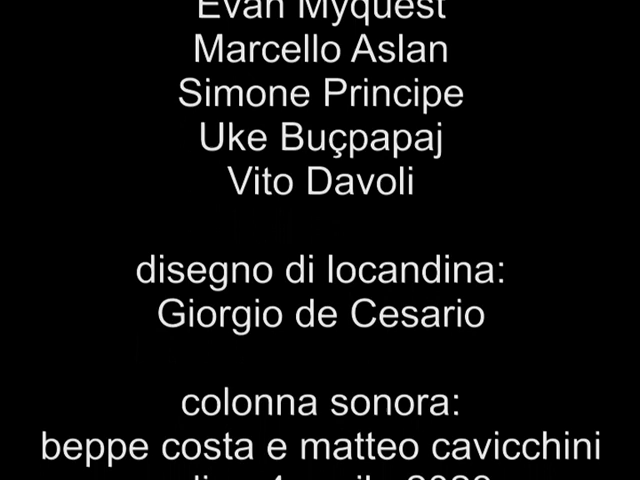 Evan Myquest
Marcello Aslan
Simone Principe
Uke Buçpapaj
Vito Davoli
disegno di locandina:
Giorgio de Cesario
colonna sonora:
beppe costa e matteo cavicchini